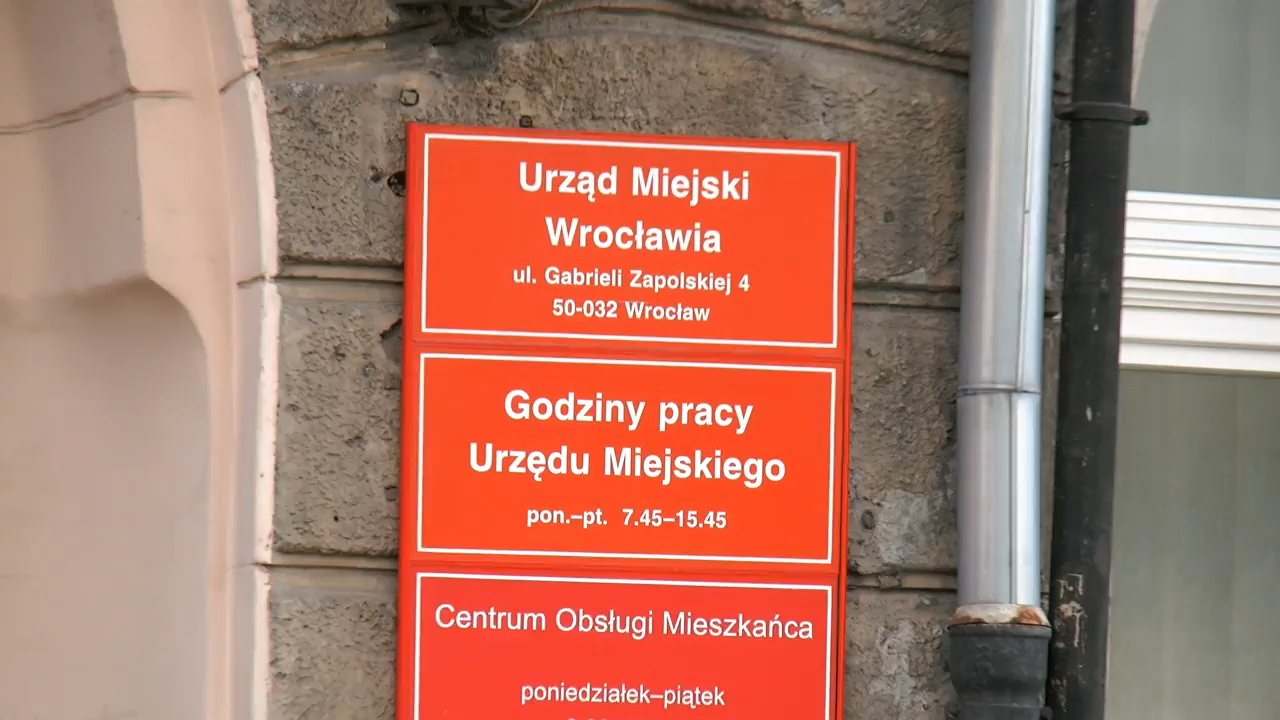 Urząd Miejski
Wrocławia
ul. Gabrieli Zapolskiej 4
50-032 Wrocław
Godziny pracy
Urzędu Miejskiego
pon.–pt. 7.45–15.45
Centrum Obsługi Mieszkańca
poniedziałek–piątek